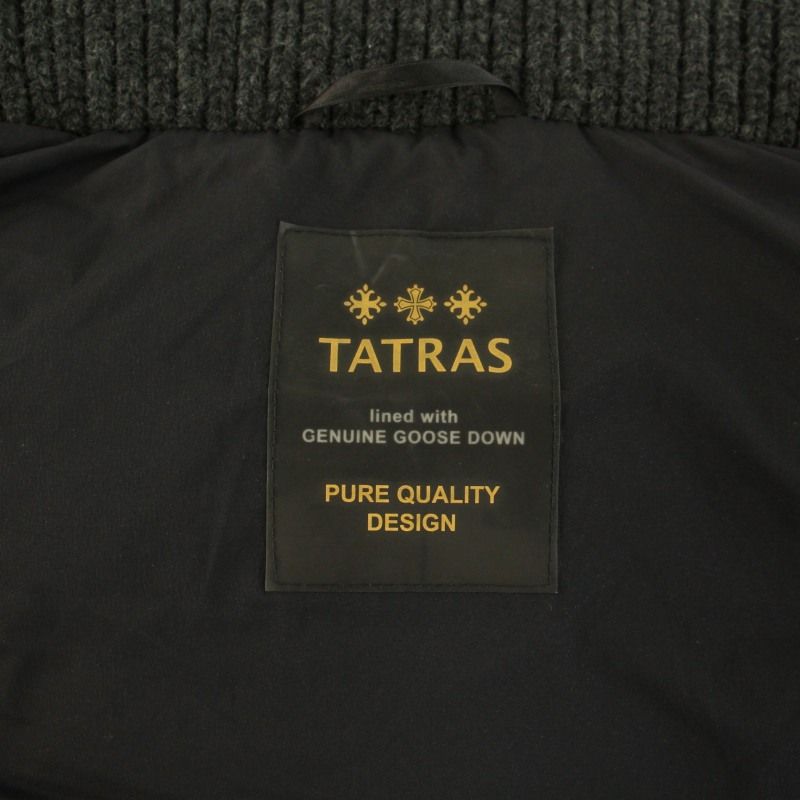 TATRAS
lined with
GENUINE GOOSE DOWN
PURE QUALITY
DESIGN